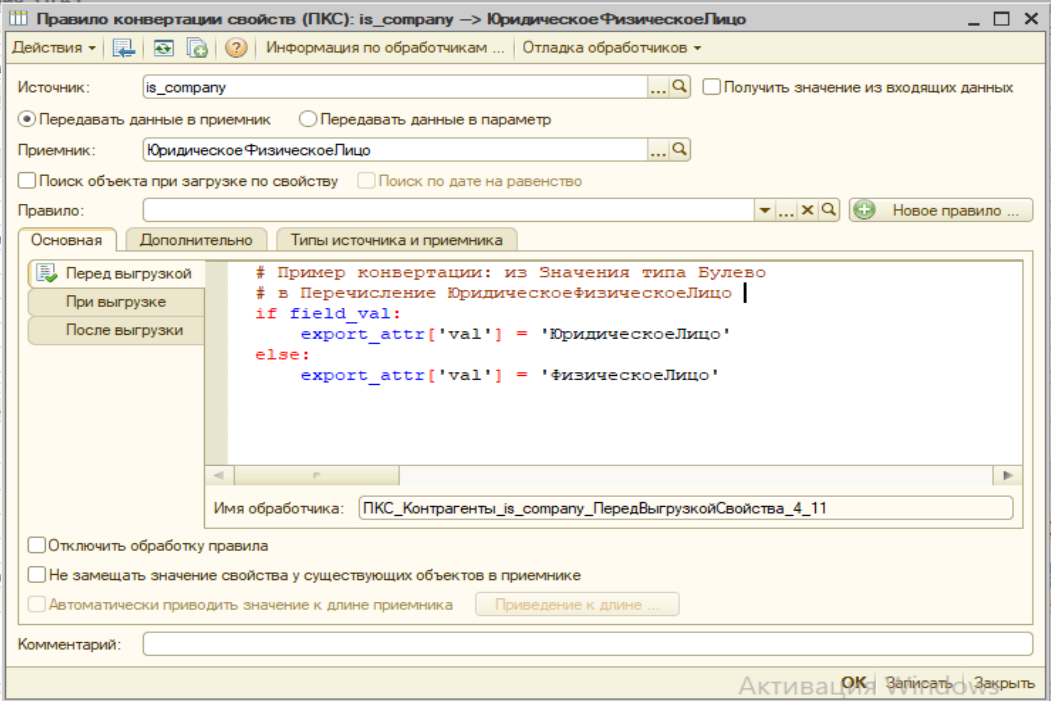 Правило конвертации свойств (ПКС): is_company --> ЮридическоеФизическоеЛицо
Действия Информация по обработчикам ... Отладка обработчиков
Источник: is_company ... Получить значение из входящих данных
Передавать данные в приемник Передавать данные в параметр
Приемник: ЮридическоеФизическоеЛицо ...
Поиск объекта при загрузке по свойству Поиск по дате на равенство
Правило: ... Новое правило ...
Основная Дополнительно Типы источника и приемника
Перед выгрузкой
При выгрузке
После выгрузки
# Пример конвертации: из Значения типа Булево
# в Перечисление ЮридическоеФизическоеЛицо
if field_val:
export_attr['val'] = 'ЮридическоеЛицо'
else:
export_attr['val'] = 'ФизическоеЛицо'
Имя обработчика: ПКС_Контрагенты_is_company_ПередВыгрузкойСвойства_4_11
Отключить обработку правила
Не замещать значение свойства у существующих объектов в приемнике
Автоматически приводить значение к длине приемника Приведение к длине ...
Комментарий:
OK Записать Закрыть
Активация Windows